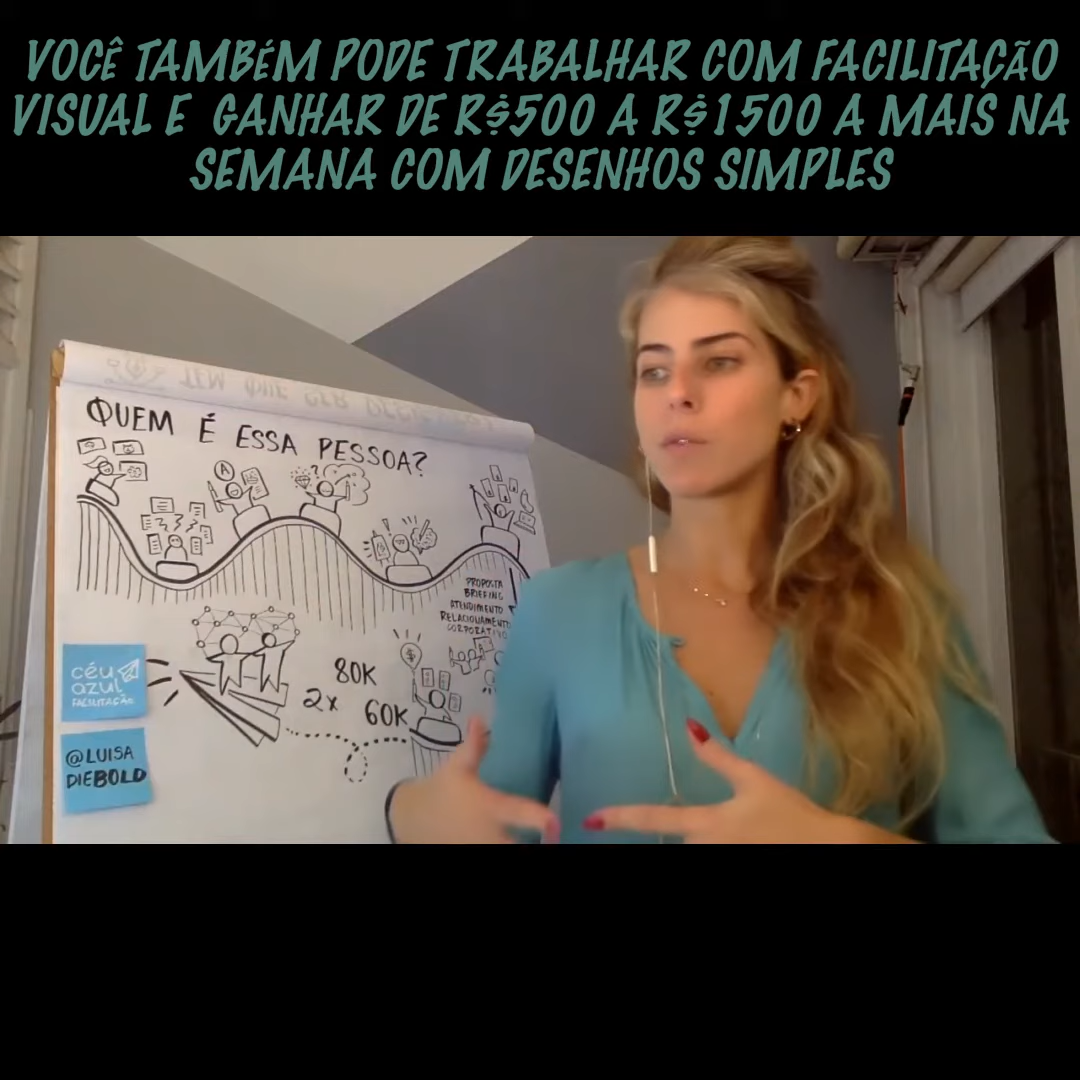 VOCÊ TAMBÉM PODE TRABALHAR COM FACILITAÇÃO
VISUAL E GANHAR DE R$500 A R$1500 A MAIS NA
SEMANA COM DESENHOS SIMPLES
QUEM É ESSA PESSOA?
A
PROPOSTA
BRIEFING
ATENDIMENTO
RELACIONAMENTO
CORPORATIVO
80K
2x 60K
céu
azul
FACILITAÇÃO
@LUISA
DIEBOLD